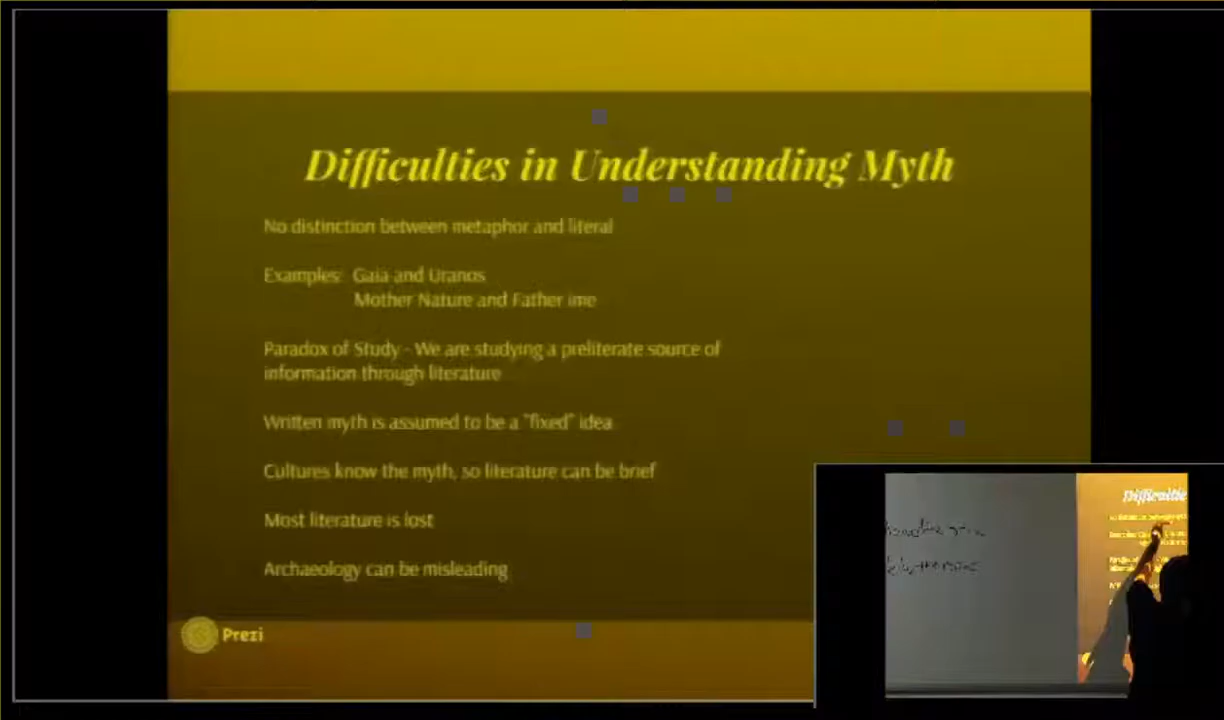 Difficulties in Understanding Myth
No distinction between metaphor and literal
Examples: Gaia and Uranos
Mother Nature and Father ime
Paradox of Study - We are studying a preliterate source of
information through literature
Written myth is assumed to be a "fixed" idea
Cultures know the myth, so literature can be brief
Most literature is lost
Archaeology can be misleading
Prezi
Difficultie